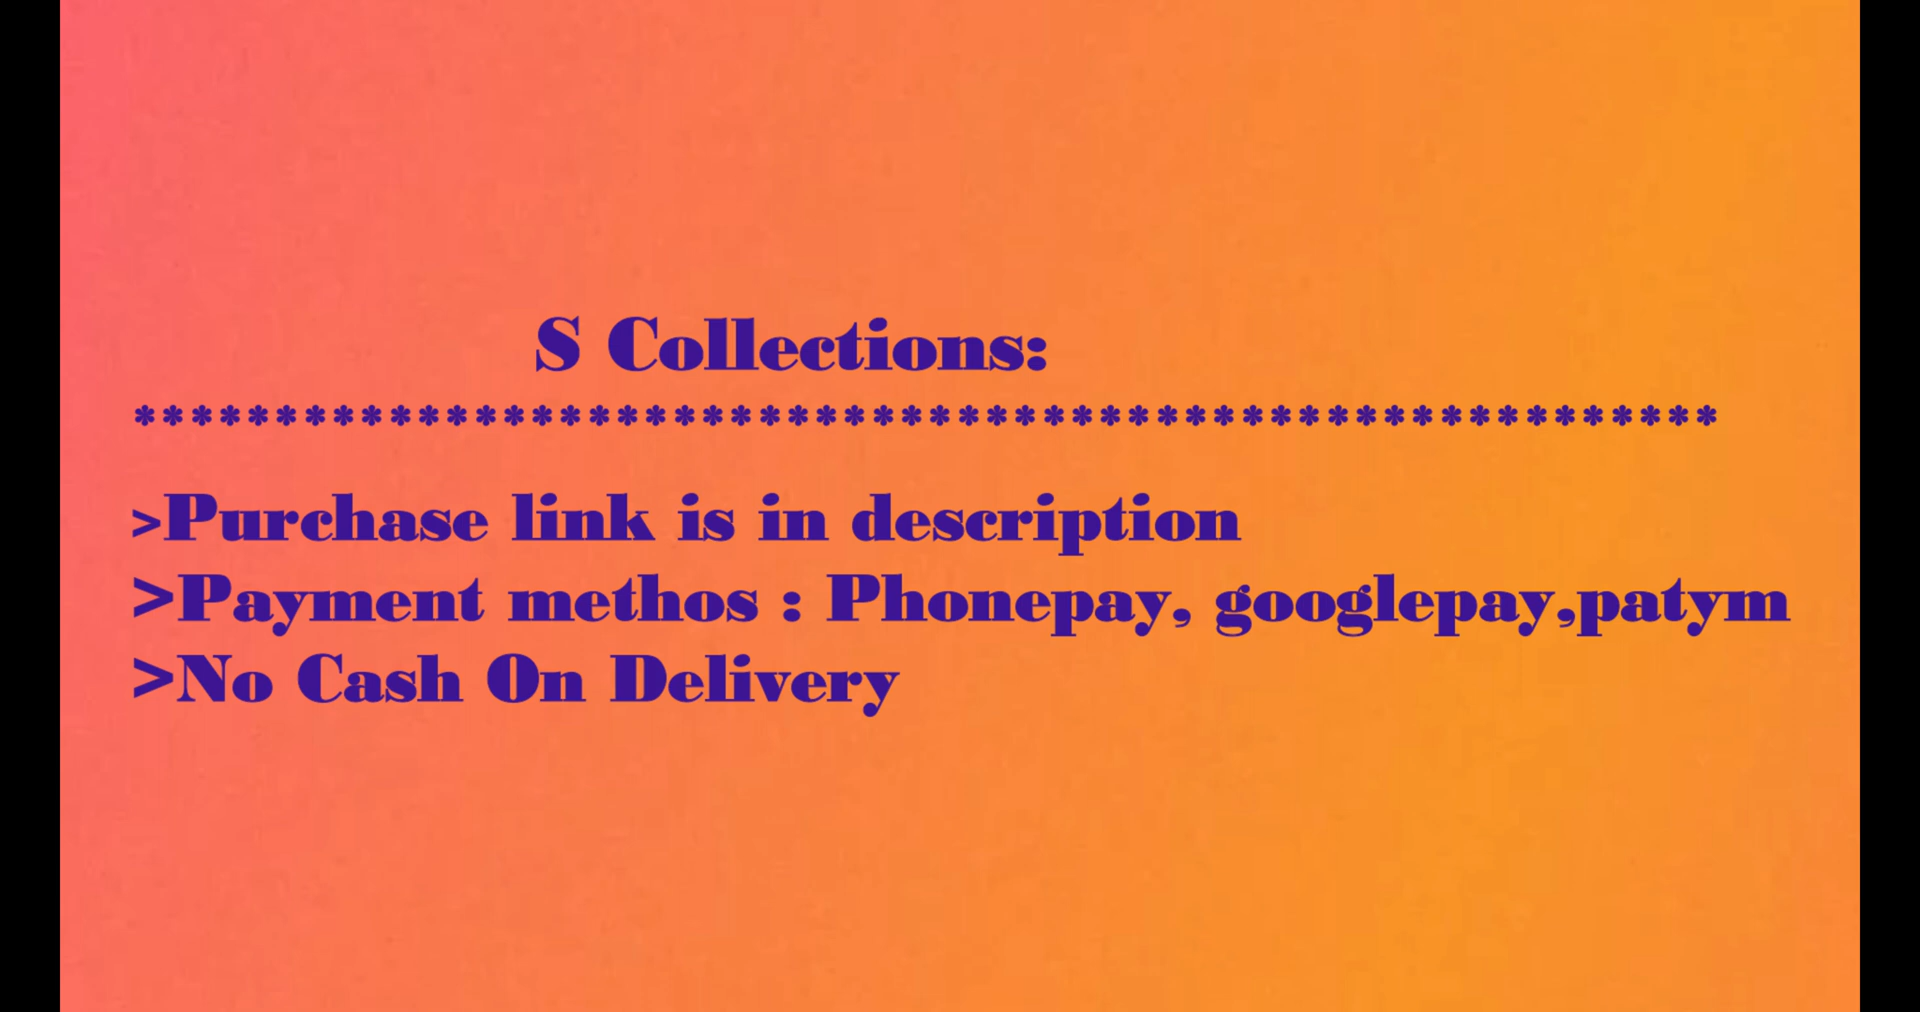 S Collections:
********************************************************
>Purchase link is in description
>Payment methos : Phonepay, googlepay,patym
>No Cash On Delivery